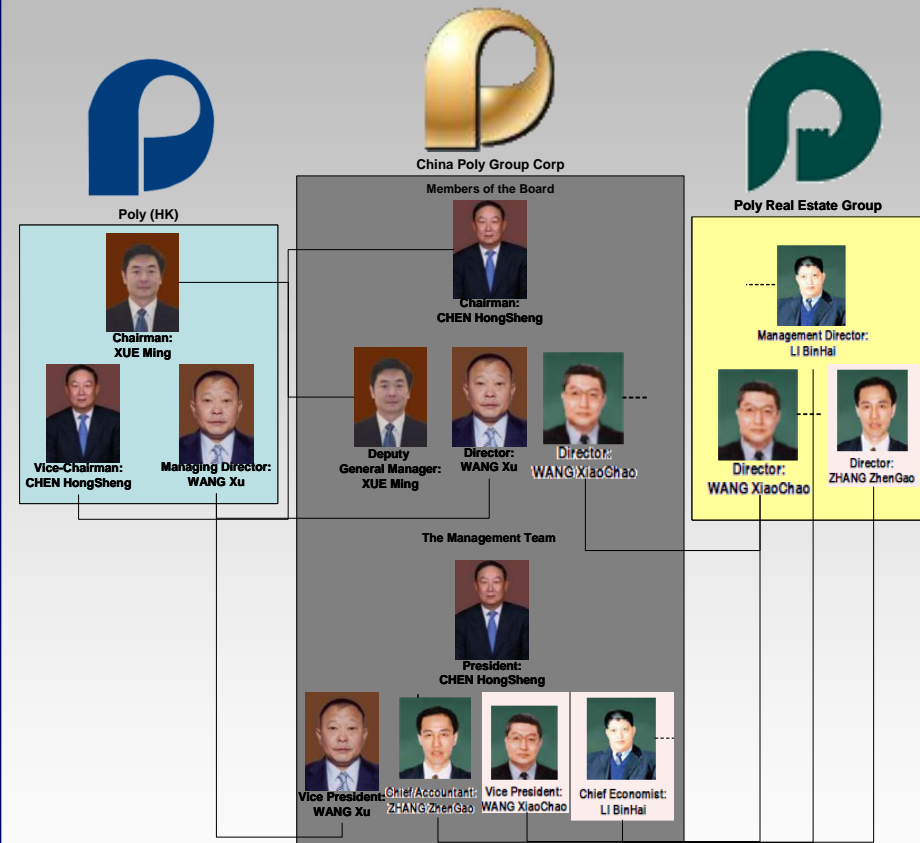 China Poly Group Corp
Poly (HK)
Poly Real Estate Group
Members of the Board
Chairman:
XUE Ming
Vice-Chairman:
CHEN HongSheng
Managing Director:
WANG Xu
Chairman:
CHEN HongSheng
Deputy
General Manager:
XUE Ming
Director:
WANG Xu
Director:
WANG XiaoChao
Management Director:
LI BinHai
Director:
WANG XiaoChao
Director:
ZHANG ZhenGao
The Management Team
President:
CHEN HongSheng
Vice President:
WANG Xu
Chief Accountant:
ZHANG ZhenGao
Vice President:
WANG XiaoChao
Chief Economist:
LI BinHai